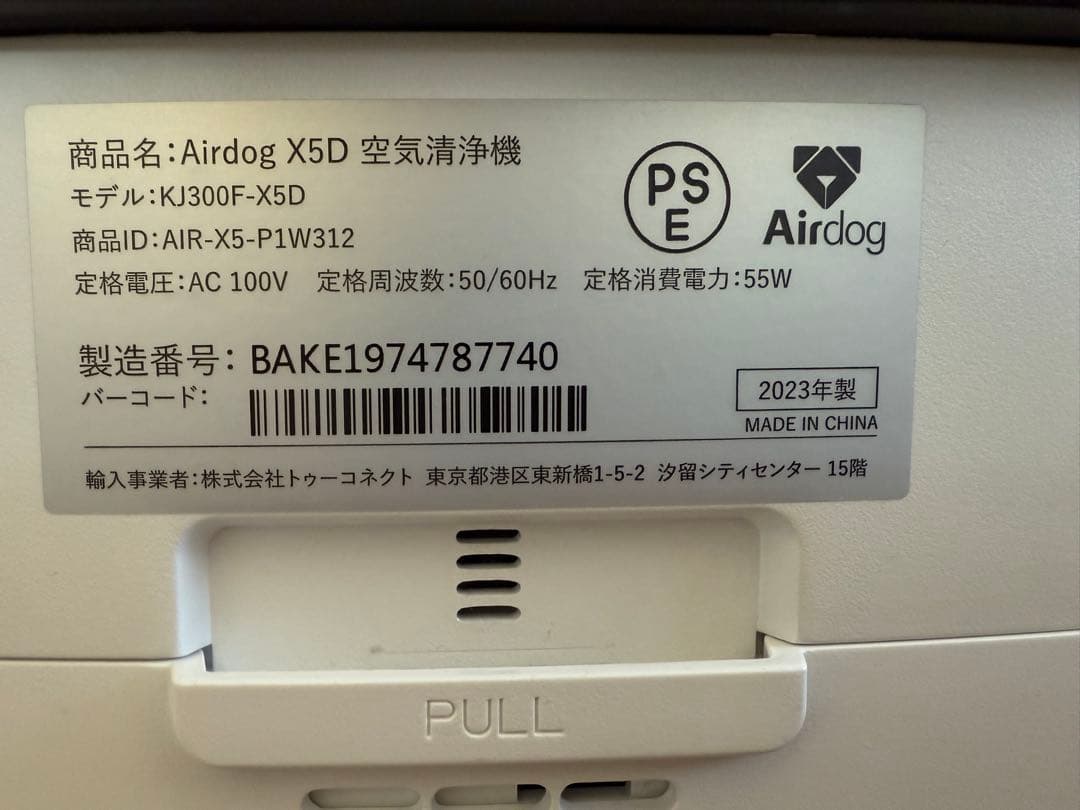 商品名：Airdog X5D 空気清浄機
モデル：KJ300F-X5D
商品ID：AIR-X5-P1W312
定格電圧：AC 100V 定格周波数：50/60Hz 定格消費電力：55W
PS
E
Airdog
製造番号：BAKE1974787740
バーコード：
2023年製
MADE IN CHINA
輸入事業者：株式会社トゥーコネクト 東京都港区東新橋1-5-2 汐留シティセンター 15階
PULL